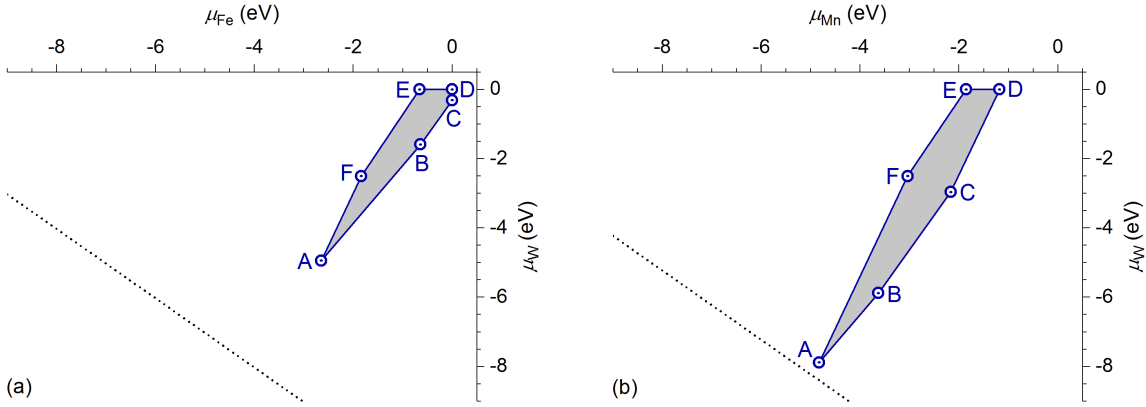 μFe (eV)
-8 -6 -4 -2 0
E D
C
F
B
A
0
-2
-4
-6
-8
μW (eV)
(a)
μMn (eV)
-8 -6 -4 -2 0
E D
F
C
B
A
0
-2
-4
-6
-8
μW (eV)
(b)